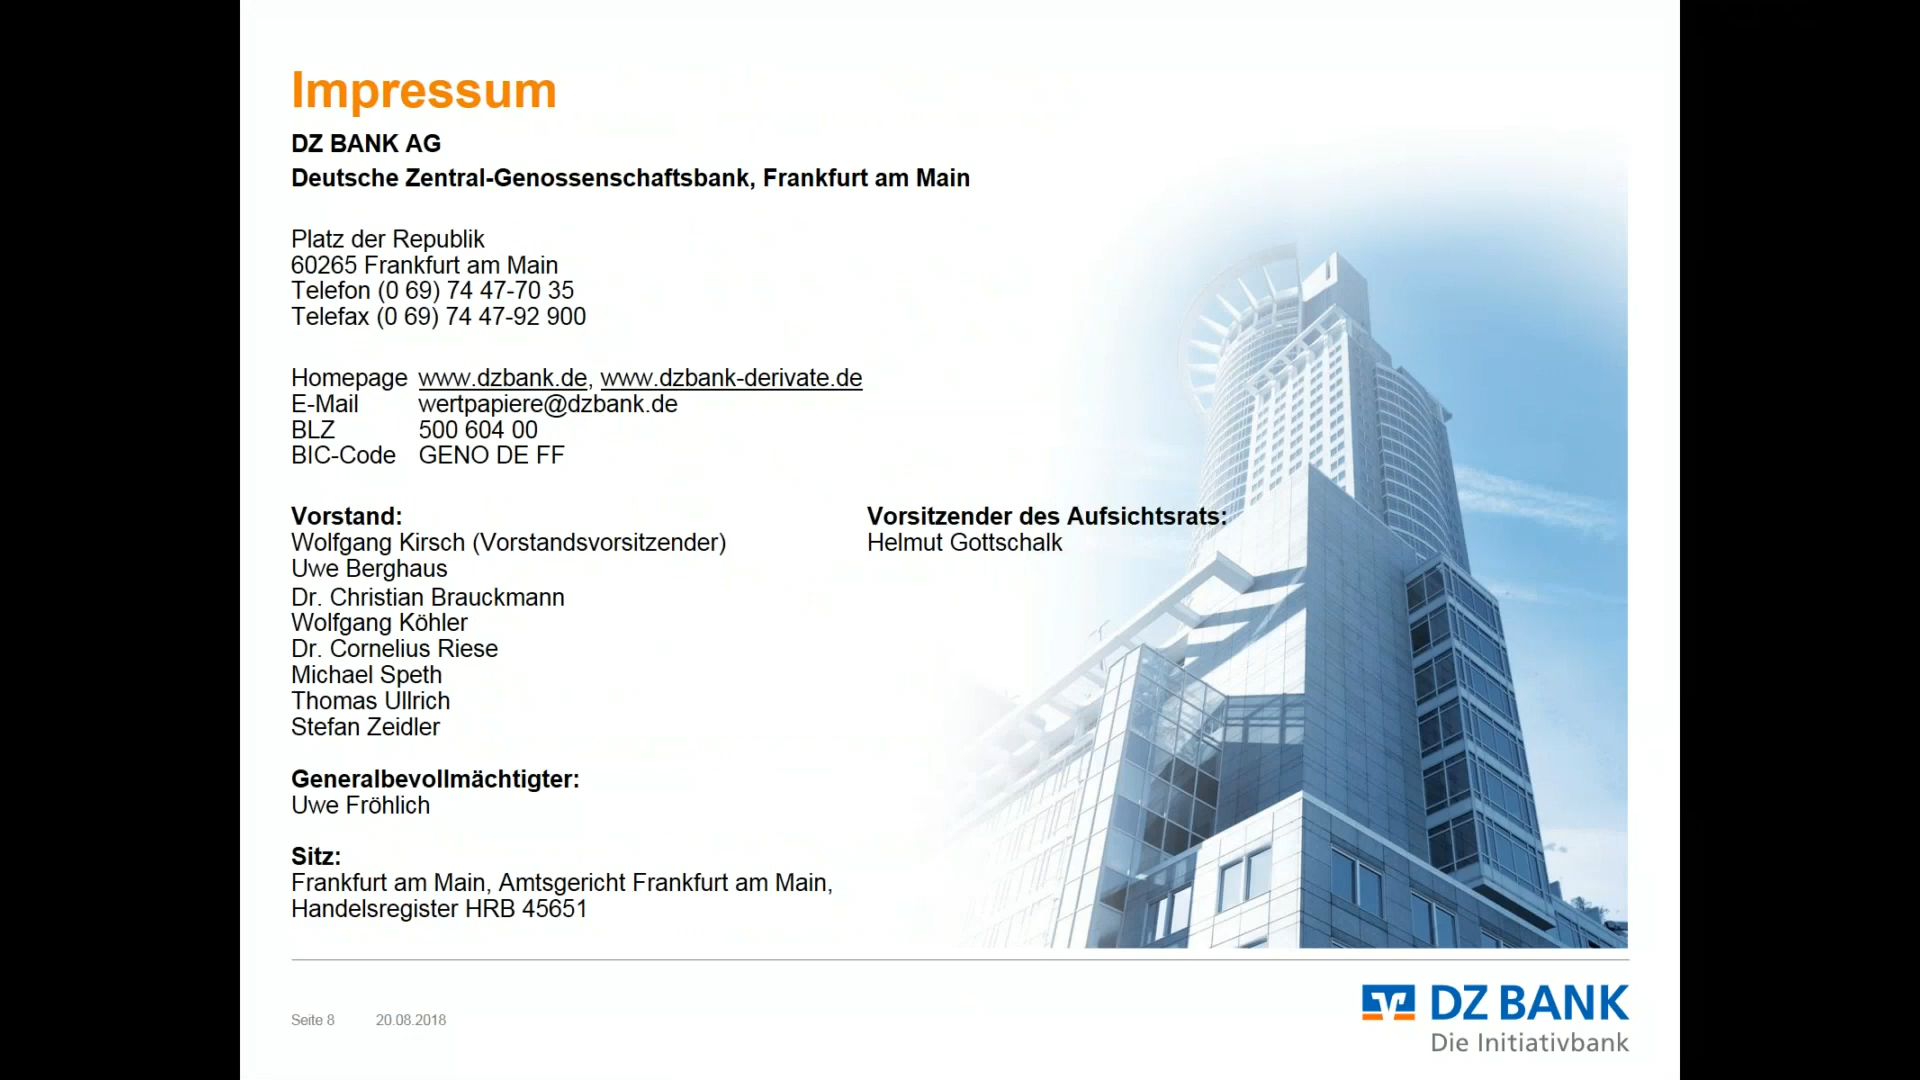 Impressum
DZ BANK AG
Deutsche Zentral-Genossenschaftsbank, Frankfurt am Main
Platz der Republik
60265 Frankfurt am Main
Telefon (0 69) 74 47-70 35
Telefax (0 69) 74 47-92 900
Homepage www.dzbank.de, www.dzbank-derivate.de
E-Mail wertpapiere@dzbank.de
BLZ 500 604 00
BIC-Code GENO DE FF
Vorstand:
Wolfgang Kirsch (Vorstandsvorsitzender)
Uwe Berghaus
Dr. Christian Brauckmann
Wolfgang Köhler
Dr. Cornelius Riese
Michael Speth
Thomas Ullrich
Stefan Zeidler
Vorsitzender des Aufsichtsrats:
Helmut Gottschalk
Generalbevollmächtigter:
Uwe Fröhlich
Sitz:
Frankfurt am Main, Amtsgericht Frankfurt am Main,
Handelsregister HRB 45651
Seite 8 20.08.2018
DZ BANK
Die Initiativbank